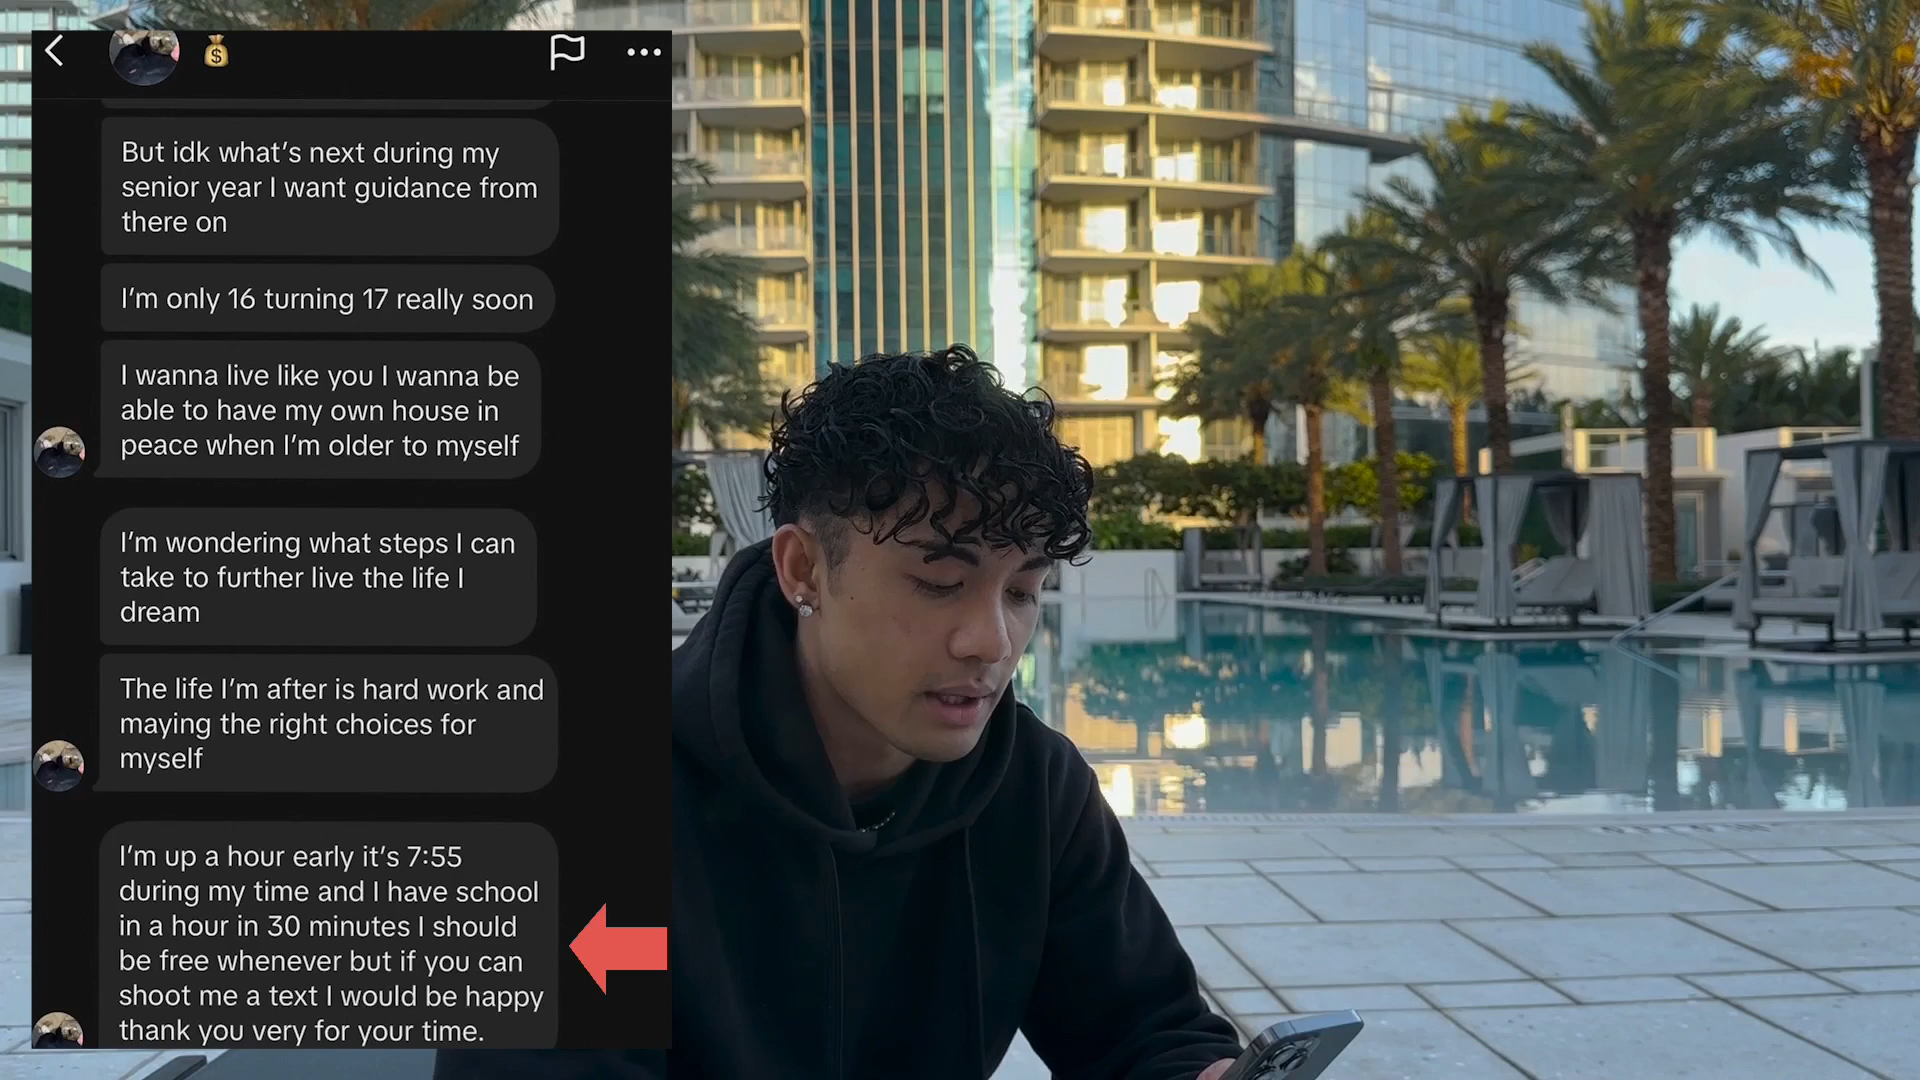 But idk what's next during my
senior year I want guidance from
there on
I'm only 16 turning 17 really soon
I wanna live like you I wanna be
able to have my own house in
peace when I'm older to myself
I'm wondering what steps I can
take to further live the life I
dream
The life I'm after is hard work and
maying the right choices for
myself
I'm up a hour early it's 7:55
during my time and I have school
in a hour in 30 minutes I should
be free whenever but if you can
shoot me a text I would be happy
thank you very for your time.